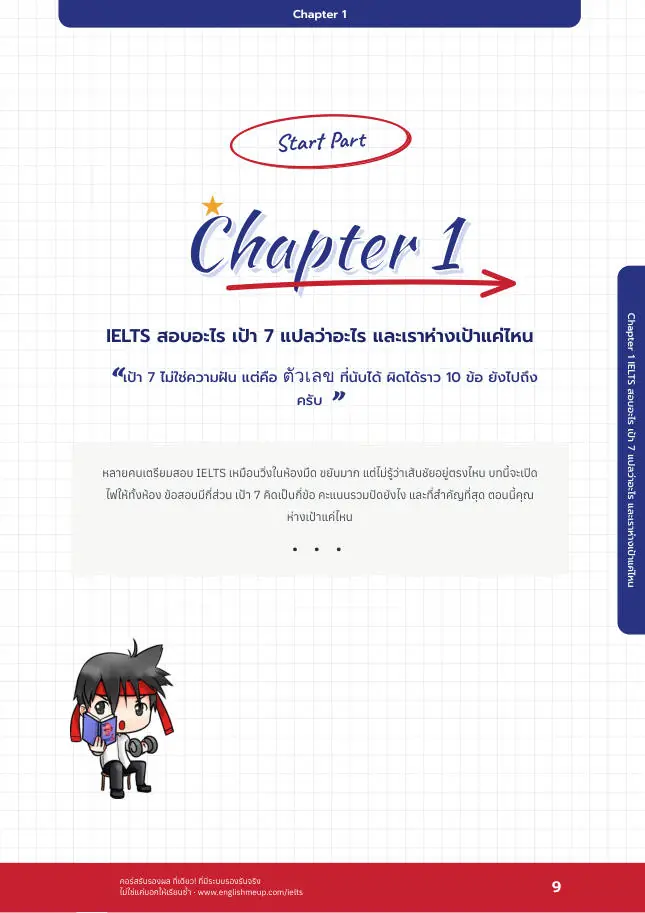 Chapter 1
Start Part
Chapter 1
IELTS สอบอะไร เป้า 7 แปลว่าอะไร และเราห่างเป้าแค่ไหน
“เป้า 7 ไม่ใช่ความฝัน แต่คือ ตัวเลข ที่นับได้ ผิดได้ราว 10 ข้อ ยังไปถึง
ครับ ”
หลายคนเตรียมสอบ IELTS เหมือนวิ่งในห้องมืด ขยันมาก แต่ไม่รู้ว่าเส้นชัยอยู่ตรงไหน บทนี้จะเปิด
ไฟให้ทั้งห้อง ข้อสอบมีกี่ส่วน เป้า 7 คิดเป็นกี่ข้อ คะแนนรวมปัดยังไง และที่สำคัญที่สุด ตอนนี้คุณ
ห่างเป้าแค่ไหน
• • •
Chapter 1 IELTS สอบอะไร เป้า 7 แปลว่าอะไร และเราห่างเป้าแค่ไหน
คอร์สรับรองผล ที่เดียว! ที่มีระบบรองรับจริง
ไม่ใช่แค่บอกให้เรียนซ้ำ · www.englishmeup.com/ielts
9